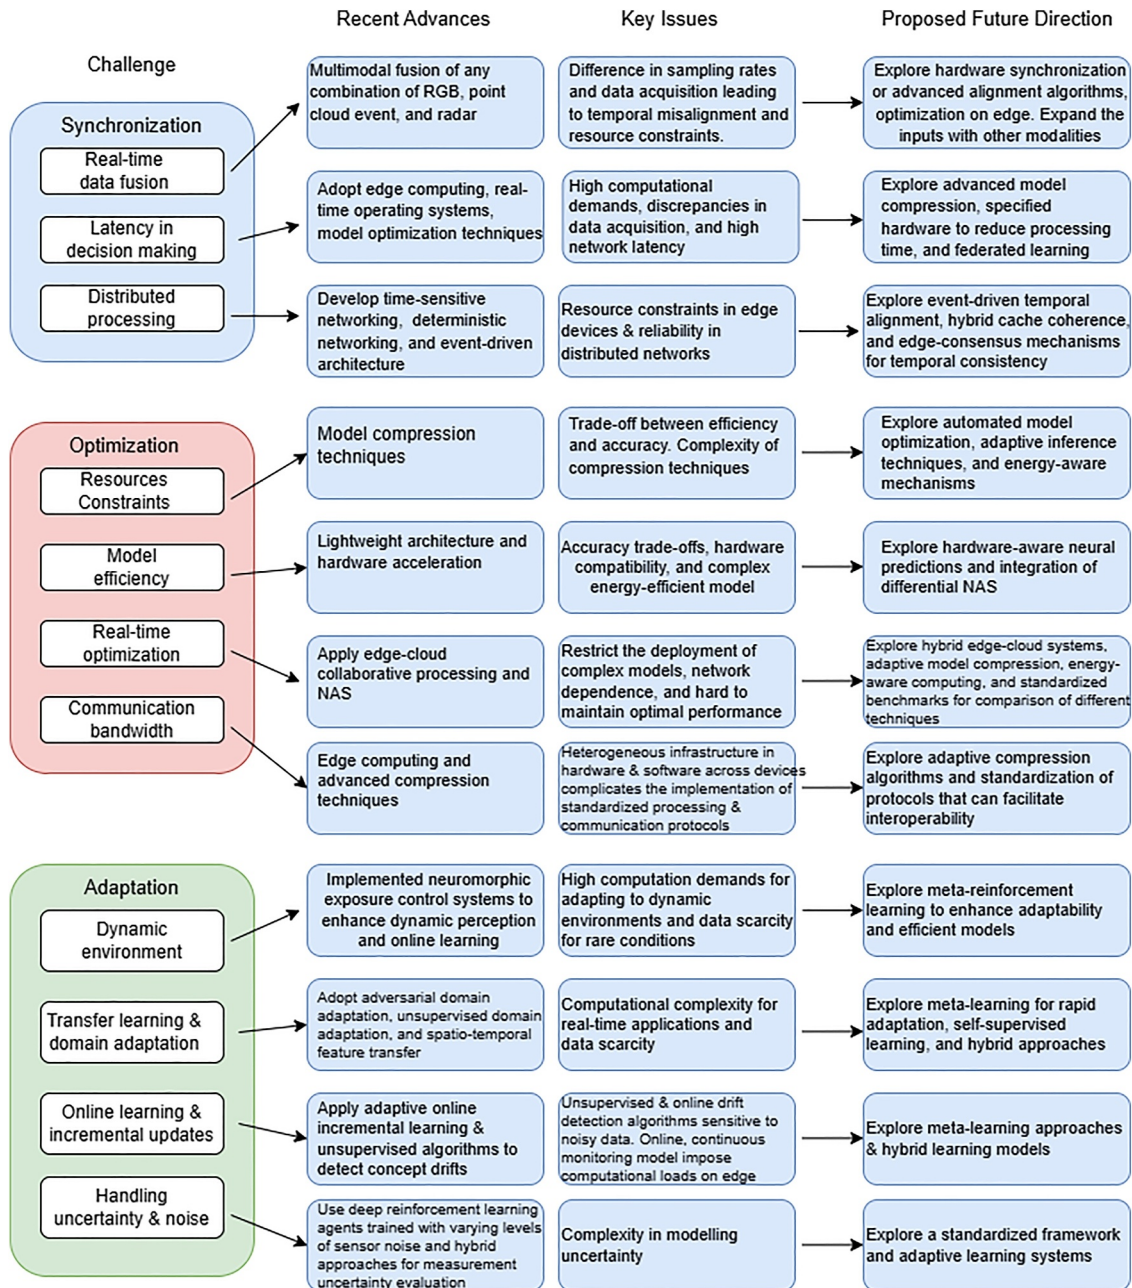 Recent Advances
Key Issues
Proposed Future Direction
Challenge
Synchronization
Real-time
data fusion
Multimodal fusion of any
combination of RGB, point
cloud event, and radar
Difference in sampling rates
and data acquisition leading
to temporal misalignment and
resource constraints.
Explore hardware synchronization
or advanced alignment algorithms,
optimization on edge. Expand the
inputs with other modalities
Latency in
decision making
Adopt edge computing, real-
time operating systems,
model optimization techniques
High computational
demands, discrepancies in
data acquisition, and high
network latency
Explore advanced model
compression, specified
hardware to reduce processing
time, and federated learning
Distributed
processing
Develop time-sensitive
networking, deterministic
networking, and event-driven
architecture
Resource constraints in edge
devices & reliability in
distributed networks
Explore event-driven temporal
alignment, hybrid cache coherence,
and edge-consensus mechanisms
for temporal consistency
Optimization
Resources
Constraints
Model compression
techniques
Trade-off between efficiency
and accuracy. Complexity of
compression techniques
Explore automated model
optimization, adaptive inference
techniques, and energy-aware
mechanisms
Model
efficiency
Lightweight architecture and
hardware acceleration
Accuracy trade-offs, hardware
compatibility, and complex
energy-efficient model
Explore hardware-aware neural
predictions and integration of
differential NAS
Real-time
optimization
Apply edge-cloud
collaborative processing and
NAS
Restrict the deployment of
complex models, network
dependence, and hard to
maintain optimal performance
Explore hybrid edge-cloud systems,
adaptive model compression, energy-
aware computing, and standardized
benchmarks for comparison of different
techniques
Communication
bandwidth
Edge computing and
advanced compression
techniques
Heterogeneous infrastructure in
hardware & software across devices
complicates the implementation of
standardized processing &
communication protocols
Explore adaptive compression
algorithms and standardization of
protocols that can facilitate
interoperability
Adaptation
Dynamic
environment
Implemented neuromorphic
exposure control systems to
enhance dynamic perception
and online learning
High computation demands for
adapting to dynamic
environments and data scarcity
for rare conditions
Explore meta-reinforcement
learning to enhance adaptability
and efficient models
Transfer learning &
domain adaptation
Adopt adversarial domain
adaptation, unsupervised domain
adaptation, and spatio-temporal
feature transfer
Computational complexity for
real-time applications and
data scarcity
Explore meta-learning for rapid
adaptation, self-supervised
learning, and hybrid approaches
Online learning &
incremental updates
Apply adaptive online
incremental learning &
unsupervised algorithms to
detect concept drifts
Unsupervised & online drift
detection algorithms sensitive to
noisy data. Online, continuous
monitoring model impose
computational loads on edge
Explore meta-learning approaches
& hybrid learning models
Handling
uncertainty & noise
Use deep reinforcement learning
agents trained with varying levels
of sensor noise and hybrid
approaches for measurement
uncertainty evaluation
Complexity in modelling
uncertainty
Explore a standardized framework
and adaptive learning systems